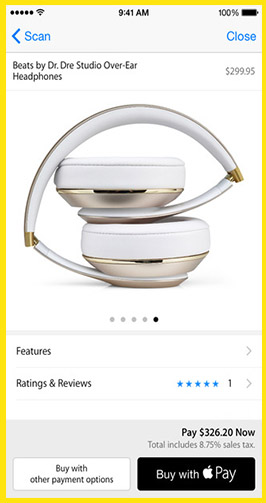 9:41 AM 100%
Scan Close
Beats by Dr. Dre Studio Over-Ear $299.95
Headphones
Features
Ratings & Reviews 1
Pay $326.20 Now
Total includes 8.75% sales tax.
Buy with
other payment options
Buy with Pay